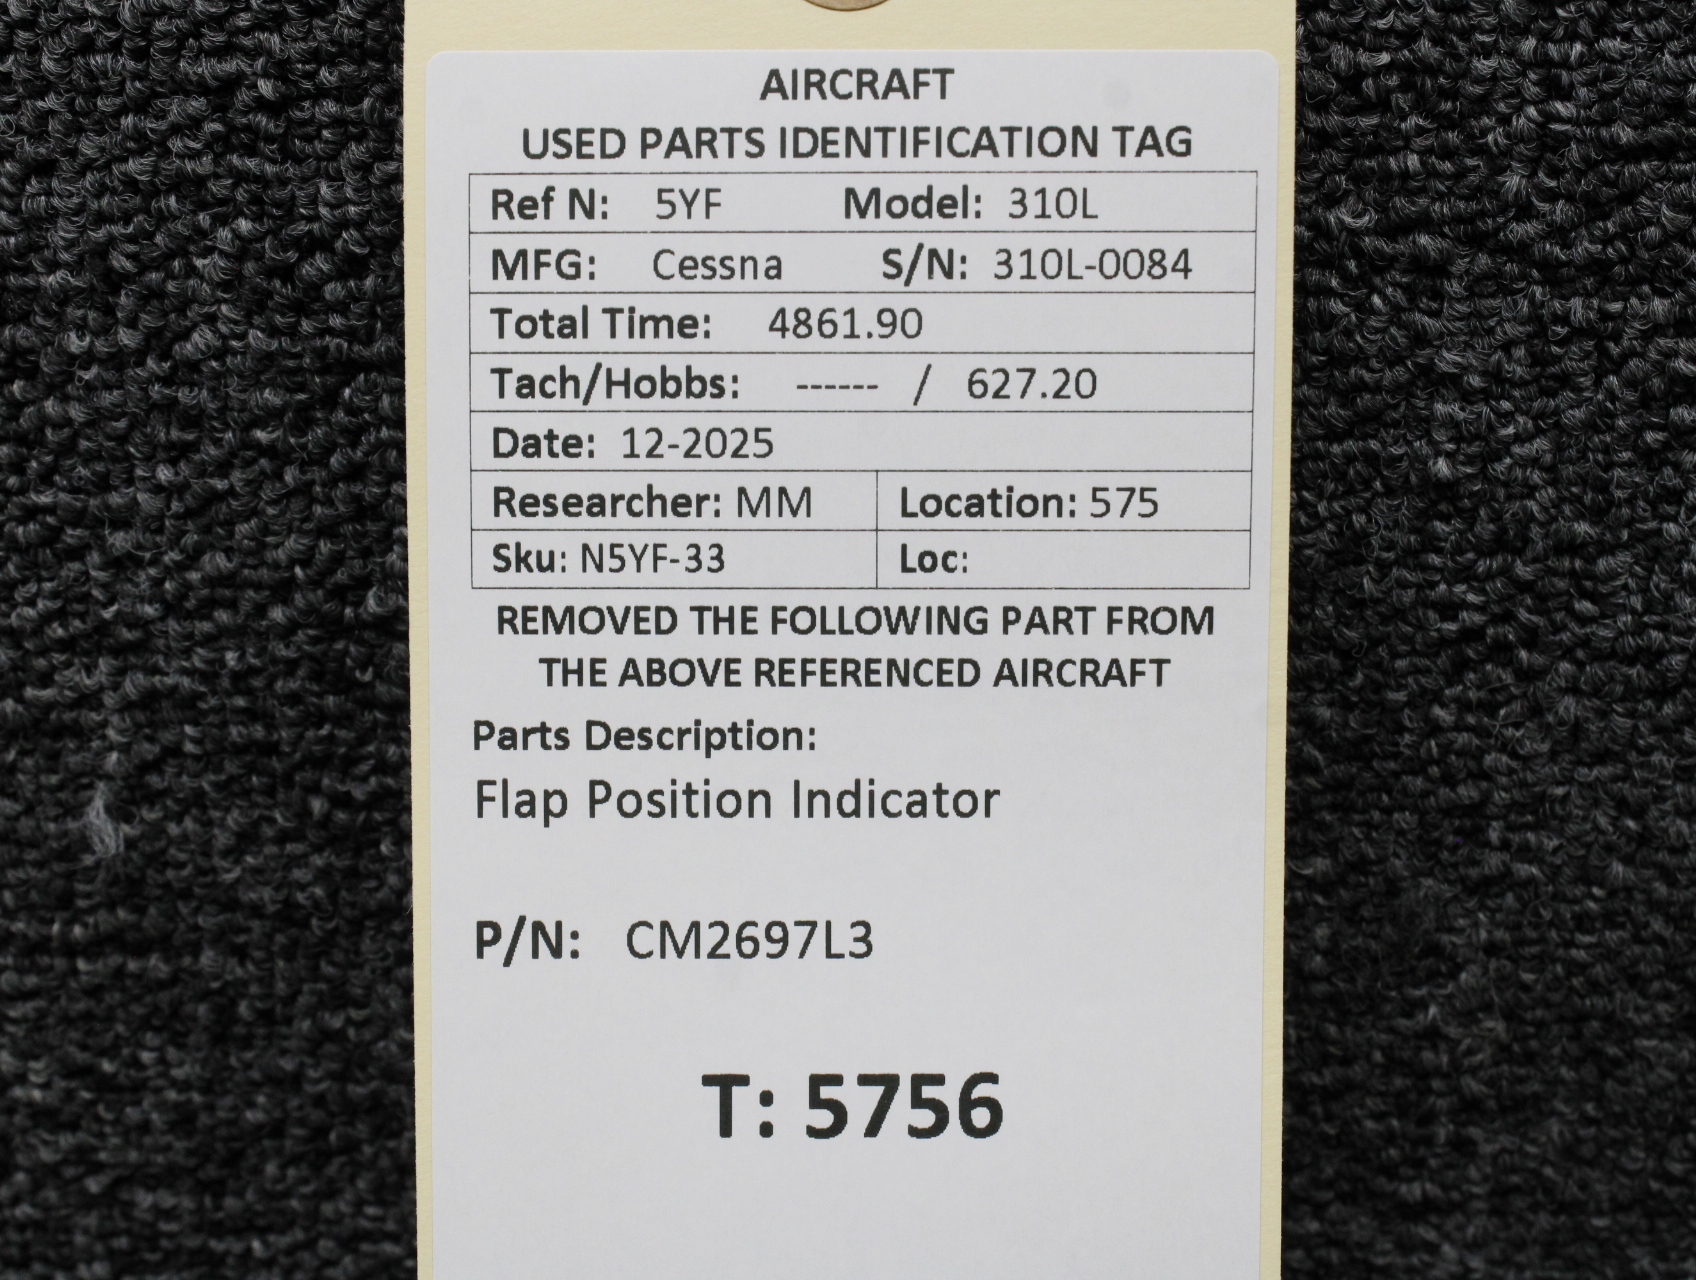 AIRCRAFT
USED PARTS IDENTIFICATION TAG
Ref N: 5YF Model: 310L
MFG: Cessna S/N: 310L-0084
Total Time: 4861.90
Tach/Hobbs: ------ / 627.20
Date: 12-2025
Researcher: MM Location: 575
Sku: N5YF-33 Loc:
REMOVED THE FOLLOWING PART FROM
THE ABOVE REFERENCED AIRCRAFT
Parts Description:
Flap Position Indicator
P/N: CM2697L3
T: 5756